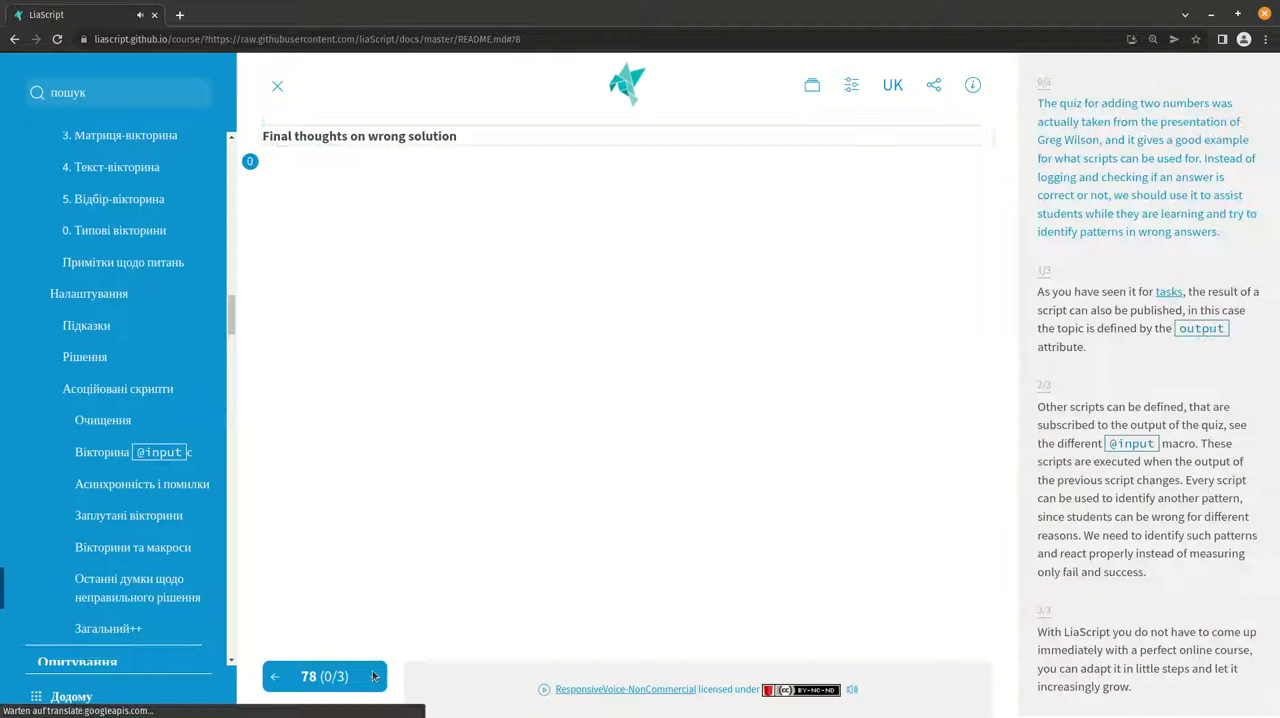 LiaScript
liascript.github.io/course/?https://raw.githubusercontent.com/liaScript/docs/master/README.md#78
пошук
3. Матриця-вікторина
4. Текст-вікторина
5. Відбір-вікторина
0. Типові вікторини
Примітки щодо питань
Налаштування
Підказки
Рішення
Асоційовані скрипти
Очищення
Вікторина @input с
Асинхронність і помилки
Заплутані вікторини
Вікторини та макроси
Останні думки щодо
неправильного рішення
Загальний++
Опитування
Додому
Warten auf translate.googleapis.com...
UK
Final thoughts on wrong solution
0
78 (0/3)
ResponsiveVoice-NonCommercial licensed under
BY-NC-ND
0/3
The quiz for adding two numbers was
actually taken from the presentation of
Greg Wilson, and it gives a good example
for what scripts can be used for. Instead of
logging and checking if an answer is
correct or not, we should use it to assist
students while they are learning and try to
identify patterns in wrong answers.
1/3
As you have seen it for tasks, the result of a
script can also be published, in this case
the topic is defined by the output
attribute.
2/3
Other scripts can be defined, that are
subscribed to the output of the quiz, see
the different @input macro. These
scripts are executed when the output of
the previous script changes. Every script
can be used to identify another pattern,
since students can be wrong for different
reasons. We need to identify such patterns
and react properly instead of measuring
only fail and success.
3/3
With LiaScript you do not have to come up
immediately with a perfect online course,
you can adapt it in little steps and let it
increasingly grow.